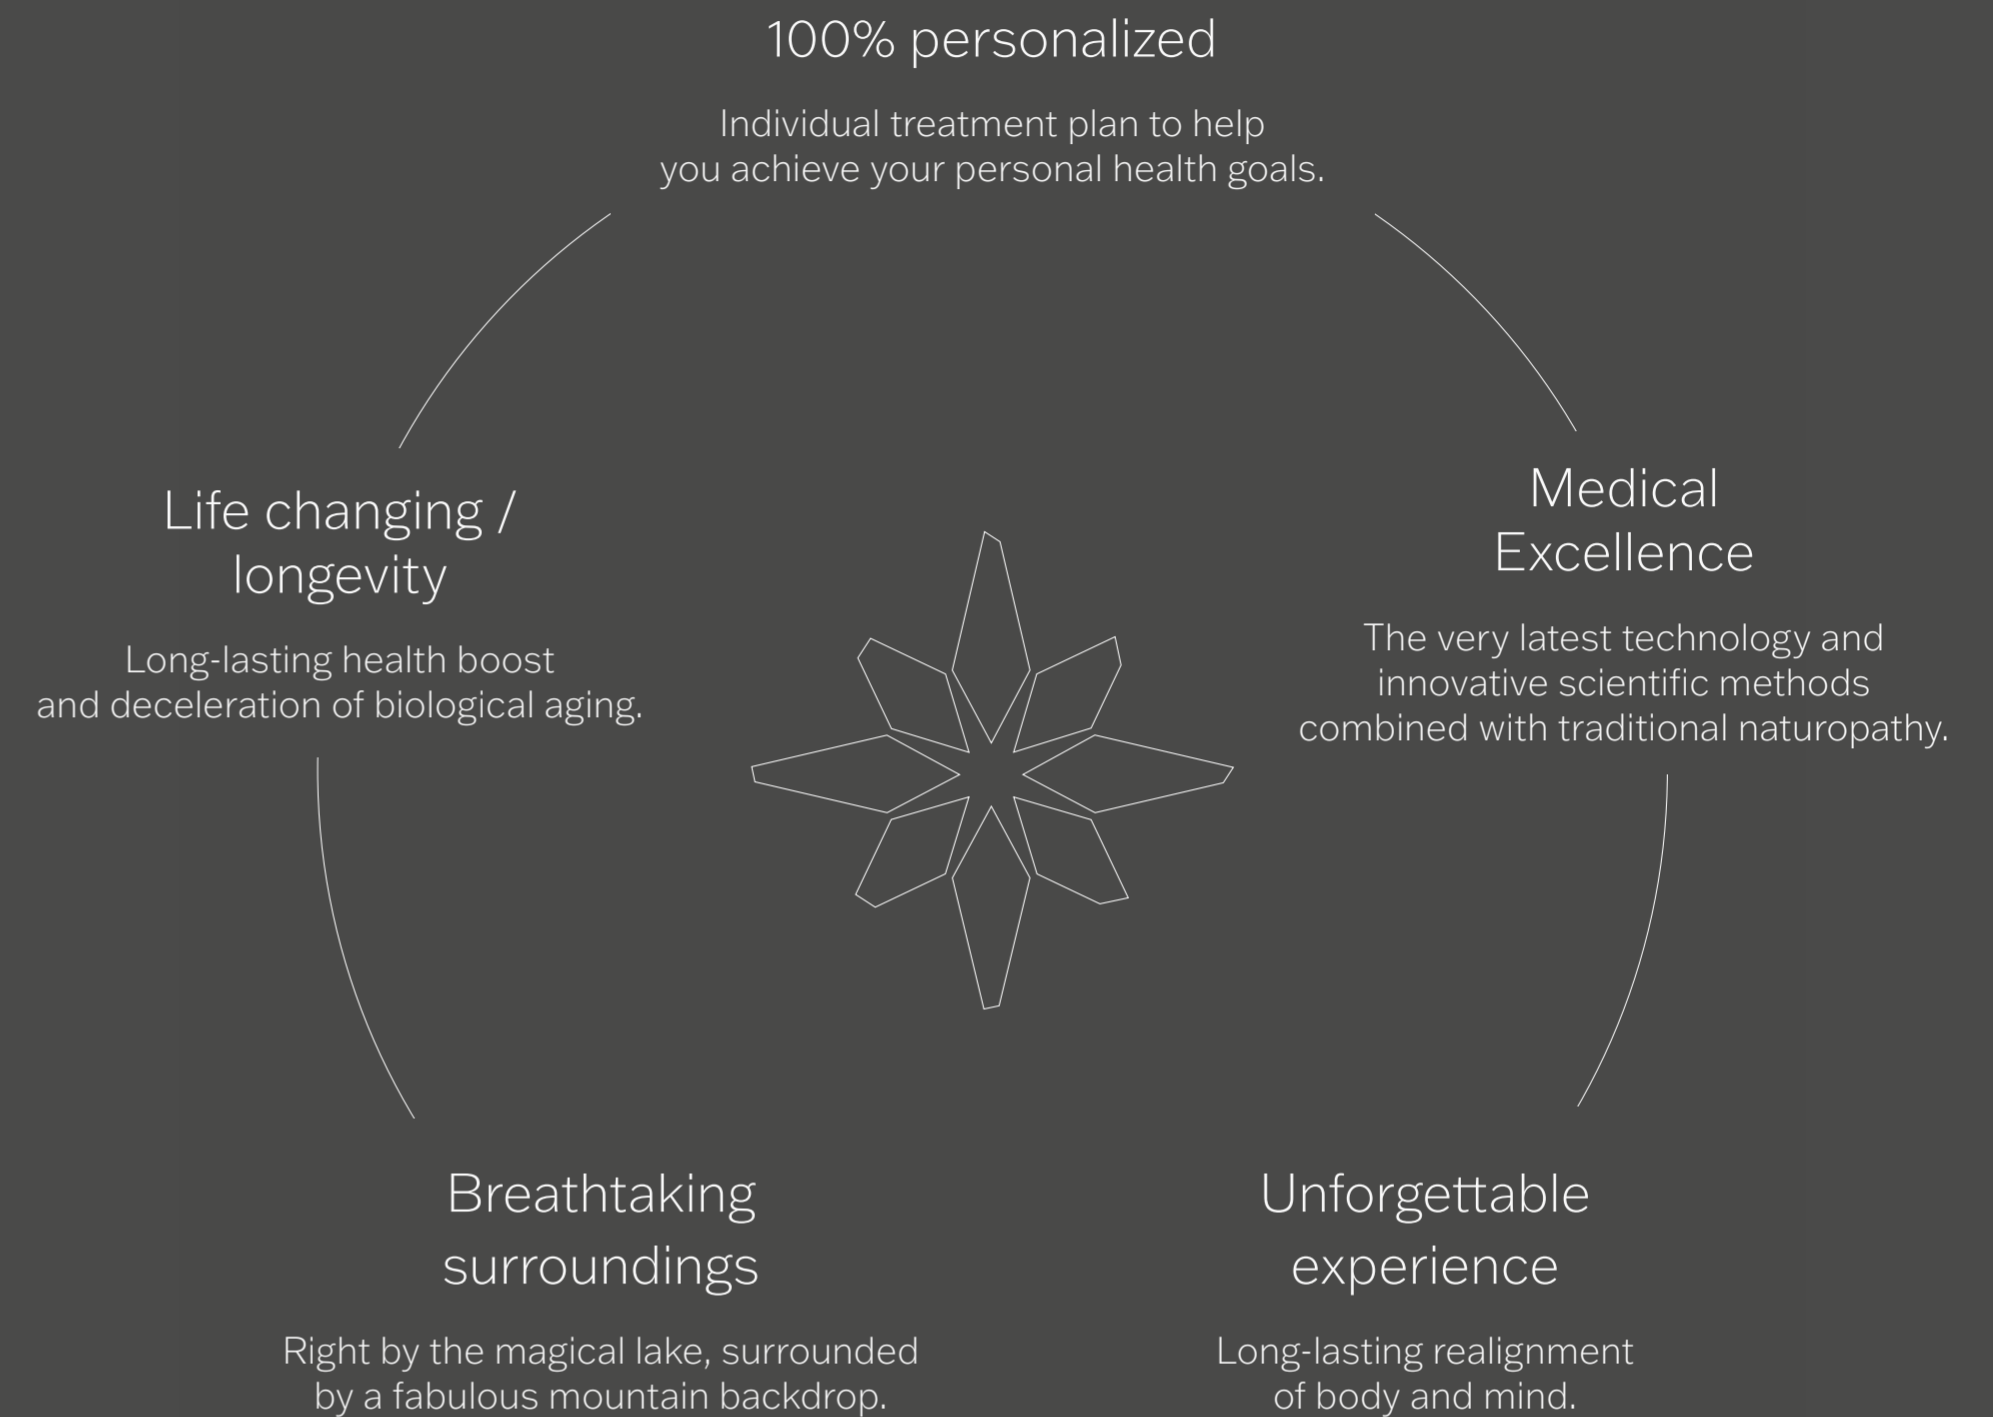 100% personalized
Individual treatment plan to help
you achieve your personal health goals.
Life changing /
longevity
Long-lasting health boost
and deceleration of biological aging.
Medical
Excellence
The very latest technology and
innovative scientific methods
combined with traditional naturopathy.
Breathtaking
surroundings
Right by the magical lake, surrounded
by a fabulous mountain backdrop.
Unforgettable
experience
Long-lasting realignment
of body and mind.